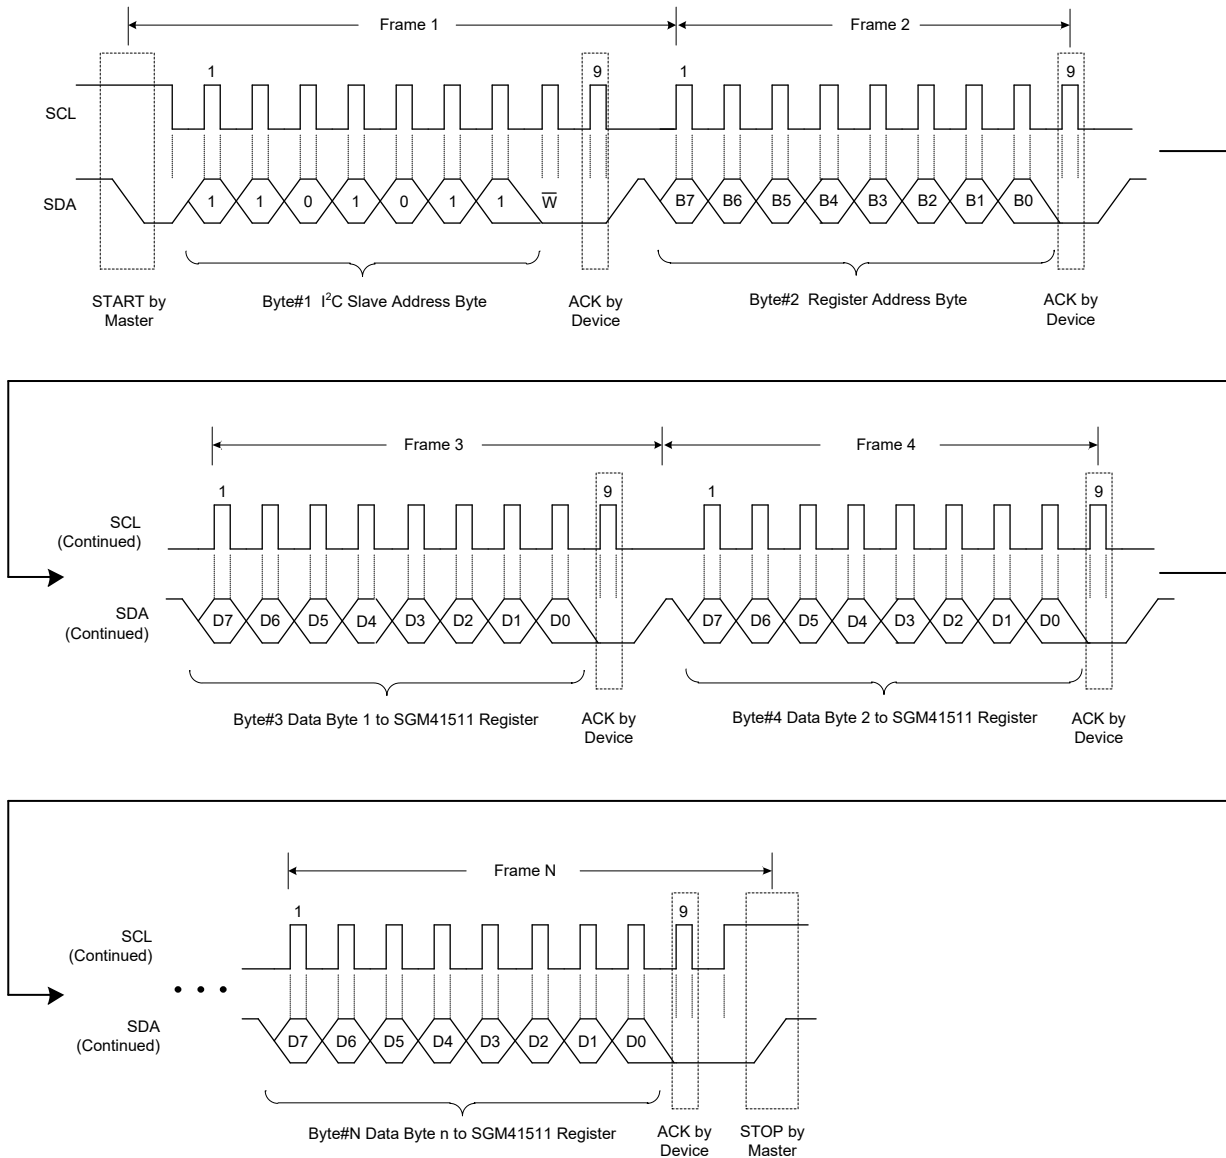 Frame 1
Frame 2
1
9
1
9
SCL
SDA
1 1 0 1 0 1 1 W̅
B7 B6 B5 B4 B3 B2 B1 B0
START by
Master
Byte#1 I²C Slave Address Byte
ACK by
Device
Byte#2 Register Address Byte
ACK by
Device
Frame 3
Frame 4
1
9
1
9
SCL
(Continued)
SDA
(Continued)
D7 D6 D5 D4 D3 D2 D1 D0
D7 D6 D5 D4 D3 D2 D1 D0
Byte#3 Data Byte 1 to SGM41511 Register
ACK by
Device
Byte#4 Data Byte 2 to SGM41511 Register
ACK by
Device
Frame N
1
9
SCL
(Continued)
• • •
SDA
(Continued)
D7 D6 D5 D4 D3 D2 D1 D0
Byte#N Data Byte n to SGM41511 Register
ACK by
Device
STOP by
Master